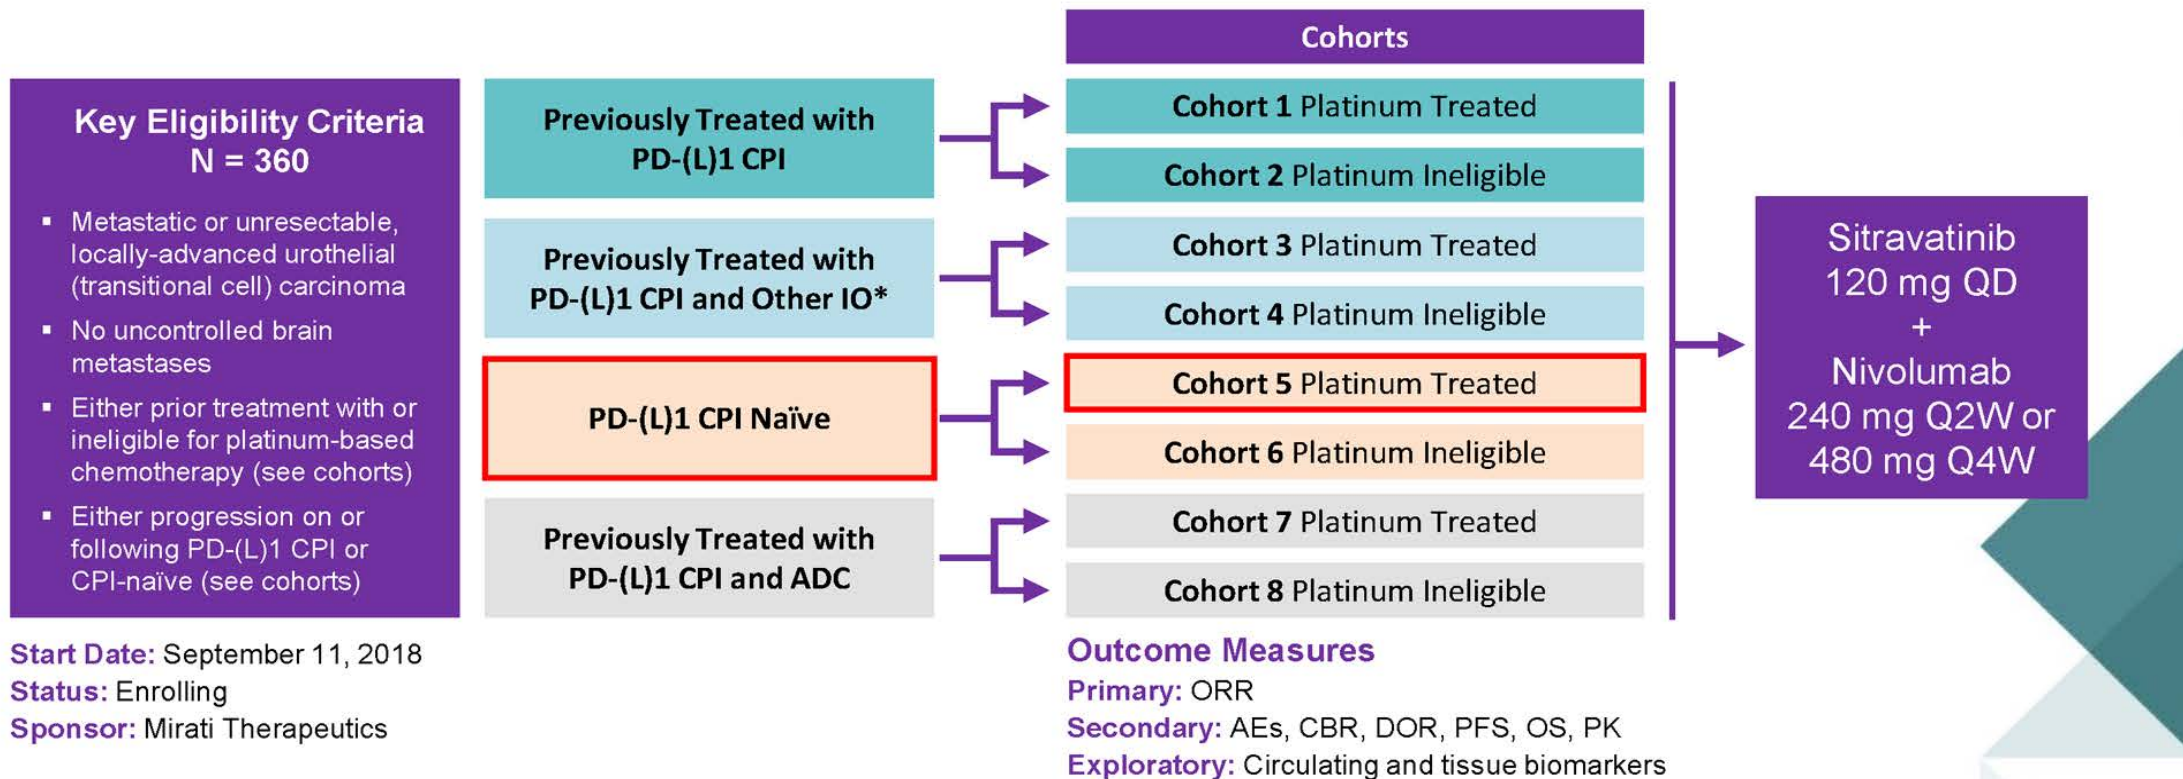 Key Eligibility Criteria
N = 360
▪ Metastatic or unresectable,
locally-advanced urothelial
(transitional cell) carcinoma
▪ No uncontrolled brain
metastases
▪ Either prior treatment with or
ineligible for platinum-based
chemotherapy (see cohorts)
▪ Either progression on or
following PD-(L)1 CPI or
CPI-naïve (see cohorts)
Start Date: September 11, 2018
Status: Enrolling
Sponsor: Mirati Therapeutics
Previously Treated with
PD-(L)1 CPI
Previously Treated with
PD-(L)1 CPI and Other IO*
PD-(L)1 CPI Naïve
Previously Treated with
PD-(L)1 CPI and ADC
Cohorts
Cohort 1 Platinum Treated
Cohort 2 Platinum Ineligible
Cohort 3 Platinum Treated
Cohort 4 Platinum Ineligible
Cohort 5 Platinum Treated
Cohort 6 Platinum Ineligible
Cohort 7 Platinum Treated
Cohort 8 Platinum Ineligible
Outcome Measures
Primary: ORR
Secondary: AEs, CBR, DOR, PFS, OS, PK
Exploratory: Circulating and tissue biomarkers
Sitravatinib
120 mg QD
+
Nivolumab
240 mg Q2W or
480 mg Q4W